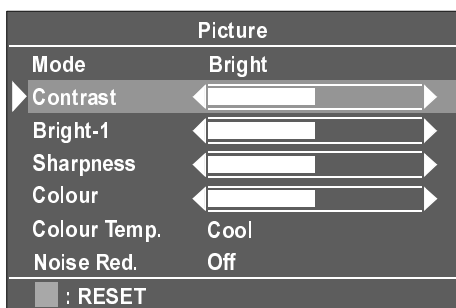 Picture
Mode Bright
Contrast
Bright-1
Sharpness
Colour
Colour Temp. Cool
Noise Red. Off
: RESET